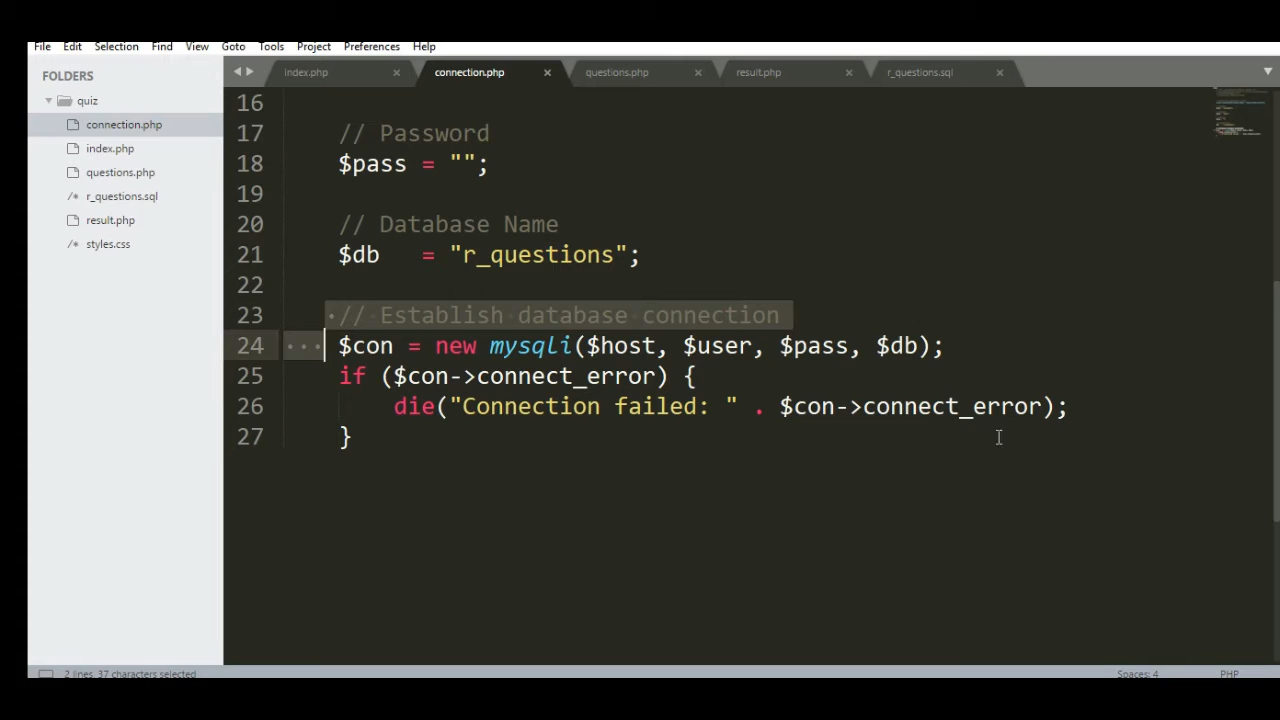 File Edit Selection Find View Goto Tools Project Preferences Help
FOLDERS
quiz
connection.php
index.php
questions.php
/* r_questions.sql
result.php
/* styles.css
index.php connection.php questions.php result.php r_questions.sql
16
17 // Password
18 $pass = "";
19
20 // Database Name
21 $db = "r_questions";
22
23 // Establish database connection
24 $con = new mysqli($host, $user, $pass, $db);
25 if ($con->connect_error) {
26 die("Connection failed: " . $con->connect_error);
27 }
2 lines, 37 characters selected Spaces: 4 PHP